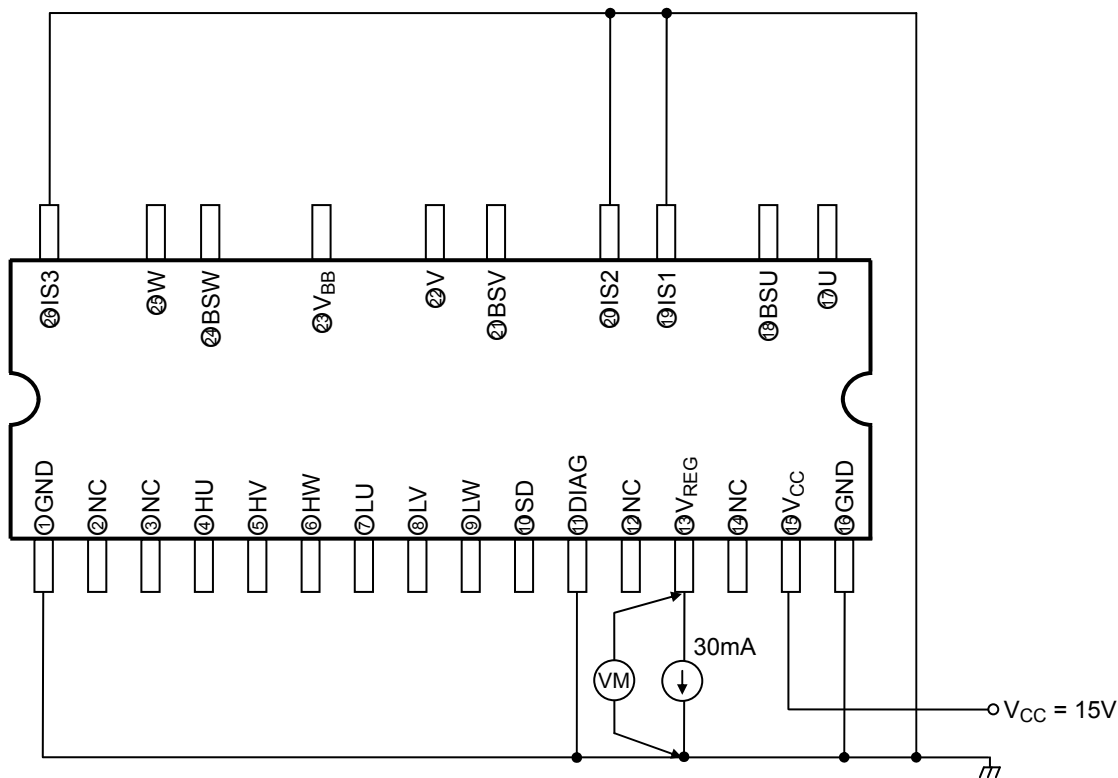 ㉖IS3
㉕W
㉔BSW
㉓VBB
㉒V
㉑BSV
⑳IS2
⑲IS1
⑱BSU
⑰U
①GND
②NC
③NC
④HU
⑤HV
⑥HW
⑦LU
⑧LV
⑨LW
⑩SD
⑪DIAG
⑫NC
⑬VREG
⑭NC
⑮VCC
⑯GND
30mA
VM
VCC = 15V